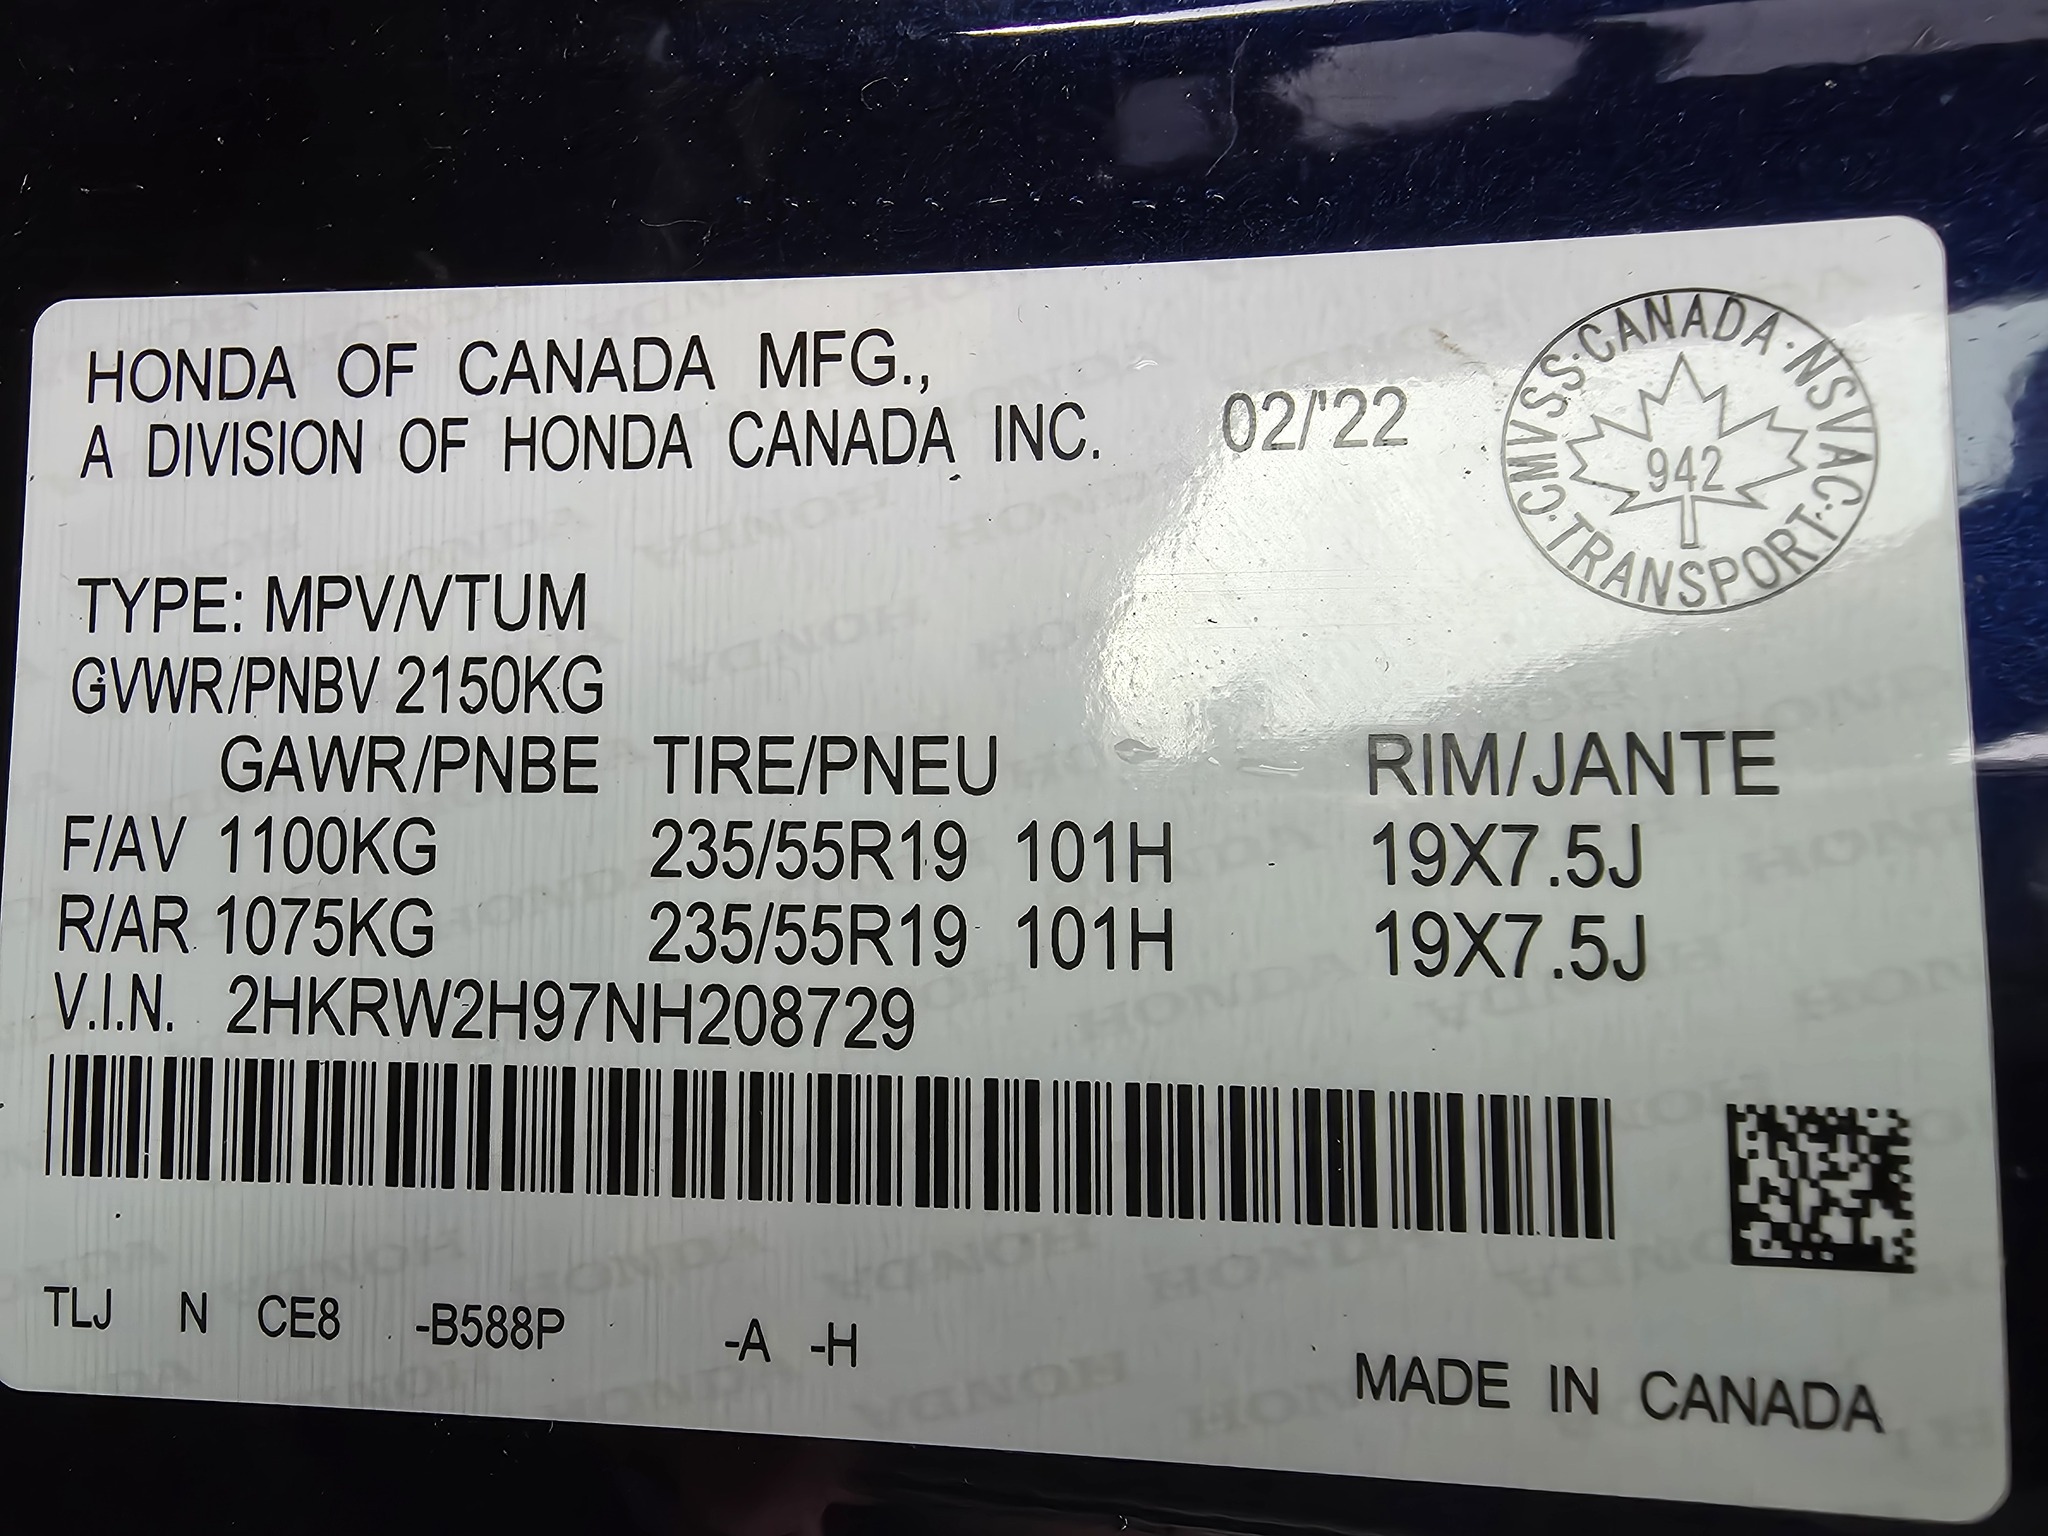 HONDA OF CANADA MFG.,
A DIVISION OF HONDA CANADA INC. 02/'22
CMVSS·CANADA·NSVAC·TRANSPORT·
942
TYPE: MPV/VTUM
GVWR/PNBV 2150KG
GAWR/PNBE TIRE/PNEU RIM/JANTE
F/AV 1100KG 235/55R19 101H 19X7.5J
R/AR 1075KG 235/55R19 101H 19X7.5J
V.I.N. 2HKRW2H97NH208729
TLJ N CE8 -B588P -A -H
MADE IN CANADA